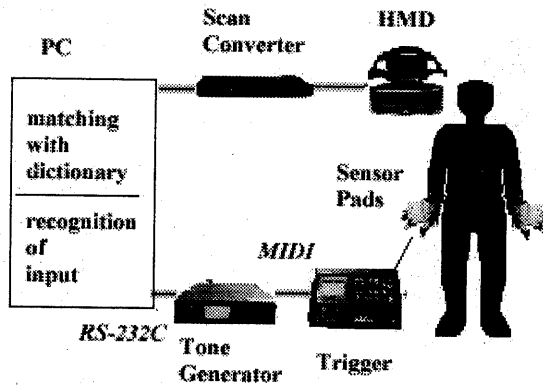 Scan
Converter
HMD
PC
matching
with
dictionary
recognition
of
input
Sensor
Pads
MIDI
RS-232C
Tone
Generator
Trigger